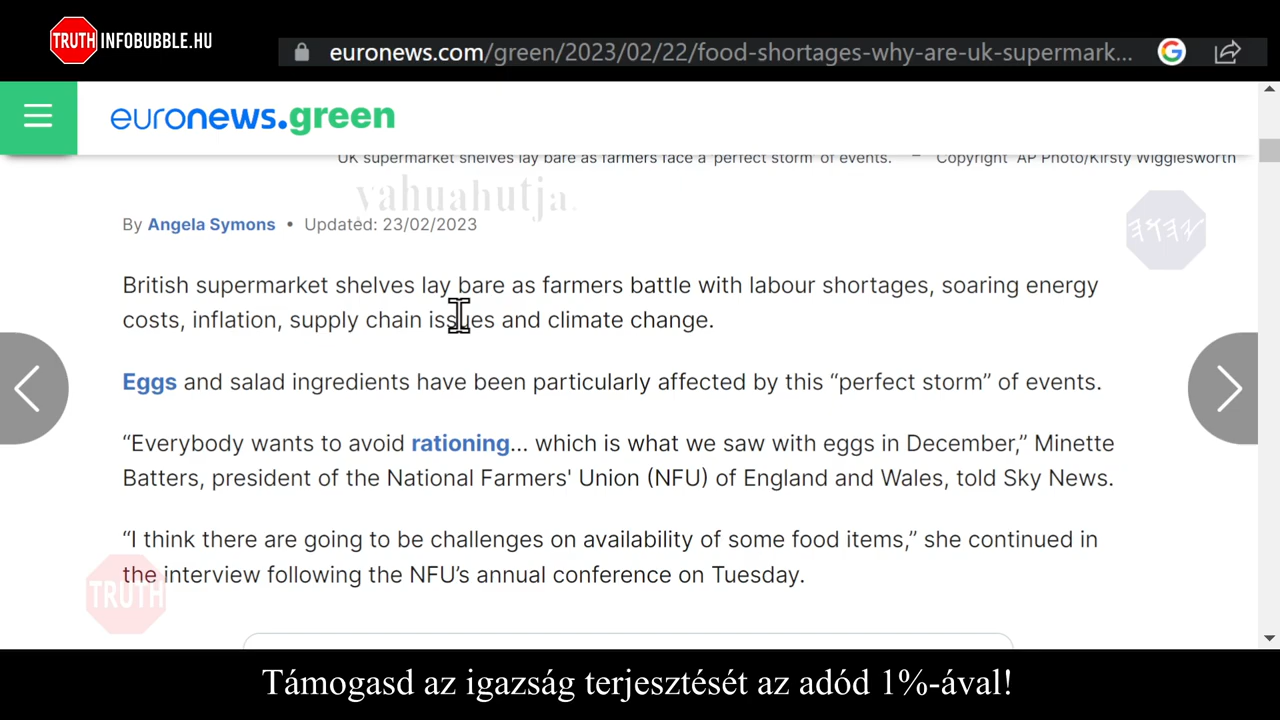 TRUTH INFOBUBBLE.HU
euronews.com/green/2023/02/22/food-shortages-why-are-uk-supermark...
euronews.green
UK supermarket shelves lay bare as farmers face a 'perfect storm' of events. – Copyright AP Photo/Kirsty Wigglesworth
yahuahutja.
By Angela Symons • Updated: 23/02/2023
𐤉𐤄𐤅𐤄
British supermarket shelves lay bare as farmers battle with labour shortages, soaring energy
costs, inflation, supply chain issues and climate change.
Eggs and salad ingredients have been particularly affected by this “perfect storm” of events.
“Everybody wants to avoid rationing... which is what we saw with eggs in December,” Minette
Batters, president of the National Farmers' Union (NFU) of England and Wales, told Sky News.
“I think there are going to be challenges on availability of some food items,” she continued in
the interview following the NFU’s annual conference on Tuesday.
TRUTH
Támogasd az igazság terjesztését az adód 1%-ával!